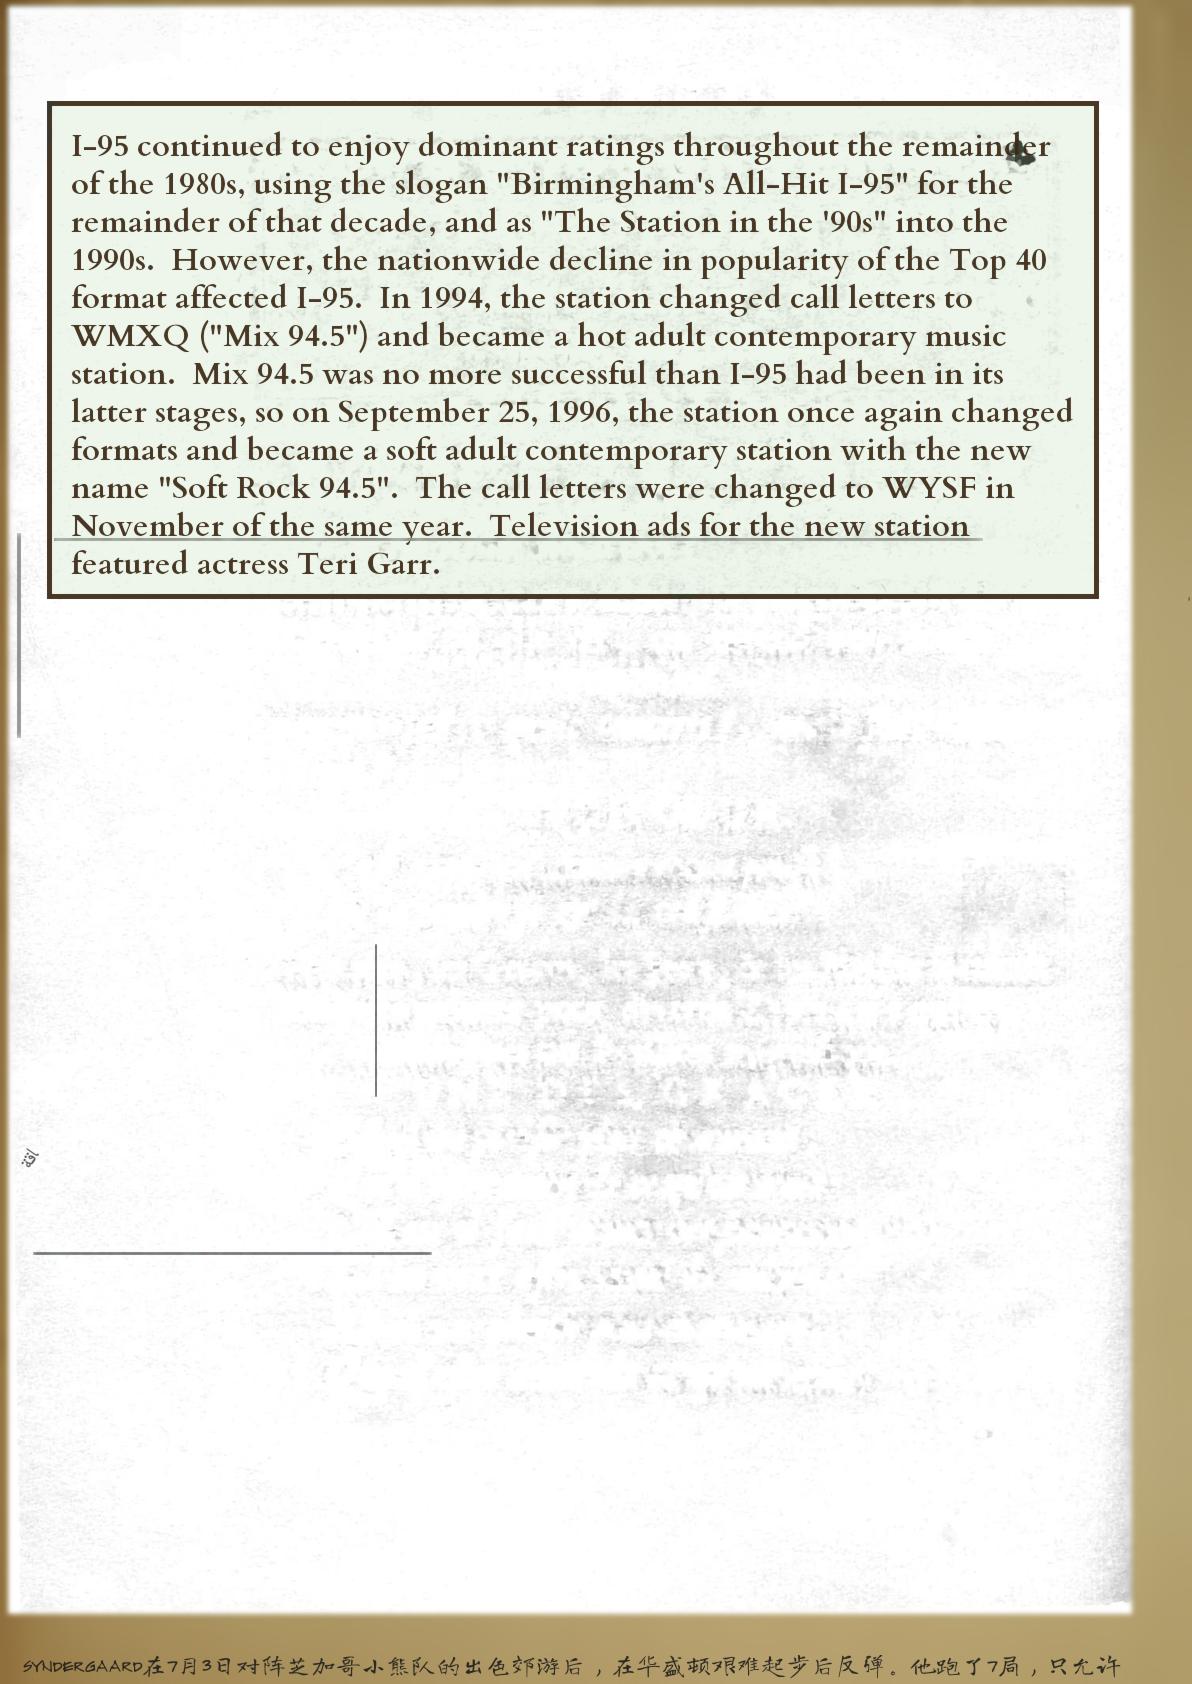 I-95 continued to enjoy dominant ratings throughout the remainder
of the 1980s, using the slogan "Birmingham's All-Hit I-95" for the
remainder of that decade, and as "The Station in the '90s" into the
1990s.  However, the nationwide decline in popularity of the Top 40
format affected I-95.  In 1994, the station changed call letters to
WMXQ ("Mix 94.5") and became a hot adult contemporary music
station.  Mix 94.5 was no more successful than I-95 had been in its
latter stages, so on September 25, 1996, the station once again changed
formats and became a soft adult contemporary station with the new
name "Soft Rock 94.5".  The call letters were changed to WYSF in
November of the same year.  Television ads for the new station
featured actress Teri Garr.
SYNDERGAARD在7月3日对阵芝加哥小熊队的出色郊游后，在华盛顿艰难起步后反弹。他跑了7局，只允许